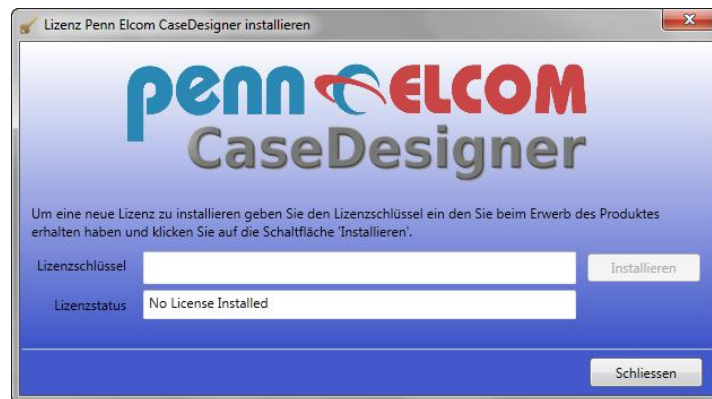 Lizenz Penn Elcom CaseDesigner installieren
penn ELCOM
CaseDesigner
Um eine neue Lizenz zu installieren geben Sie den Lizenzschlüssel ein den Sie beim Erwerb des Produktes
erhalten haben und klicken Sie auf die Schaltfläche 'Installieren'.
Lizenzschlüssel
Installieren
Lizenzstatus
No License Installed
Schliessen